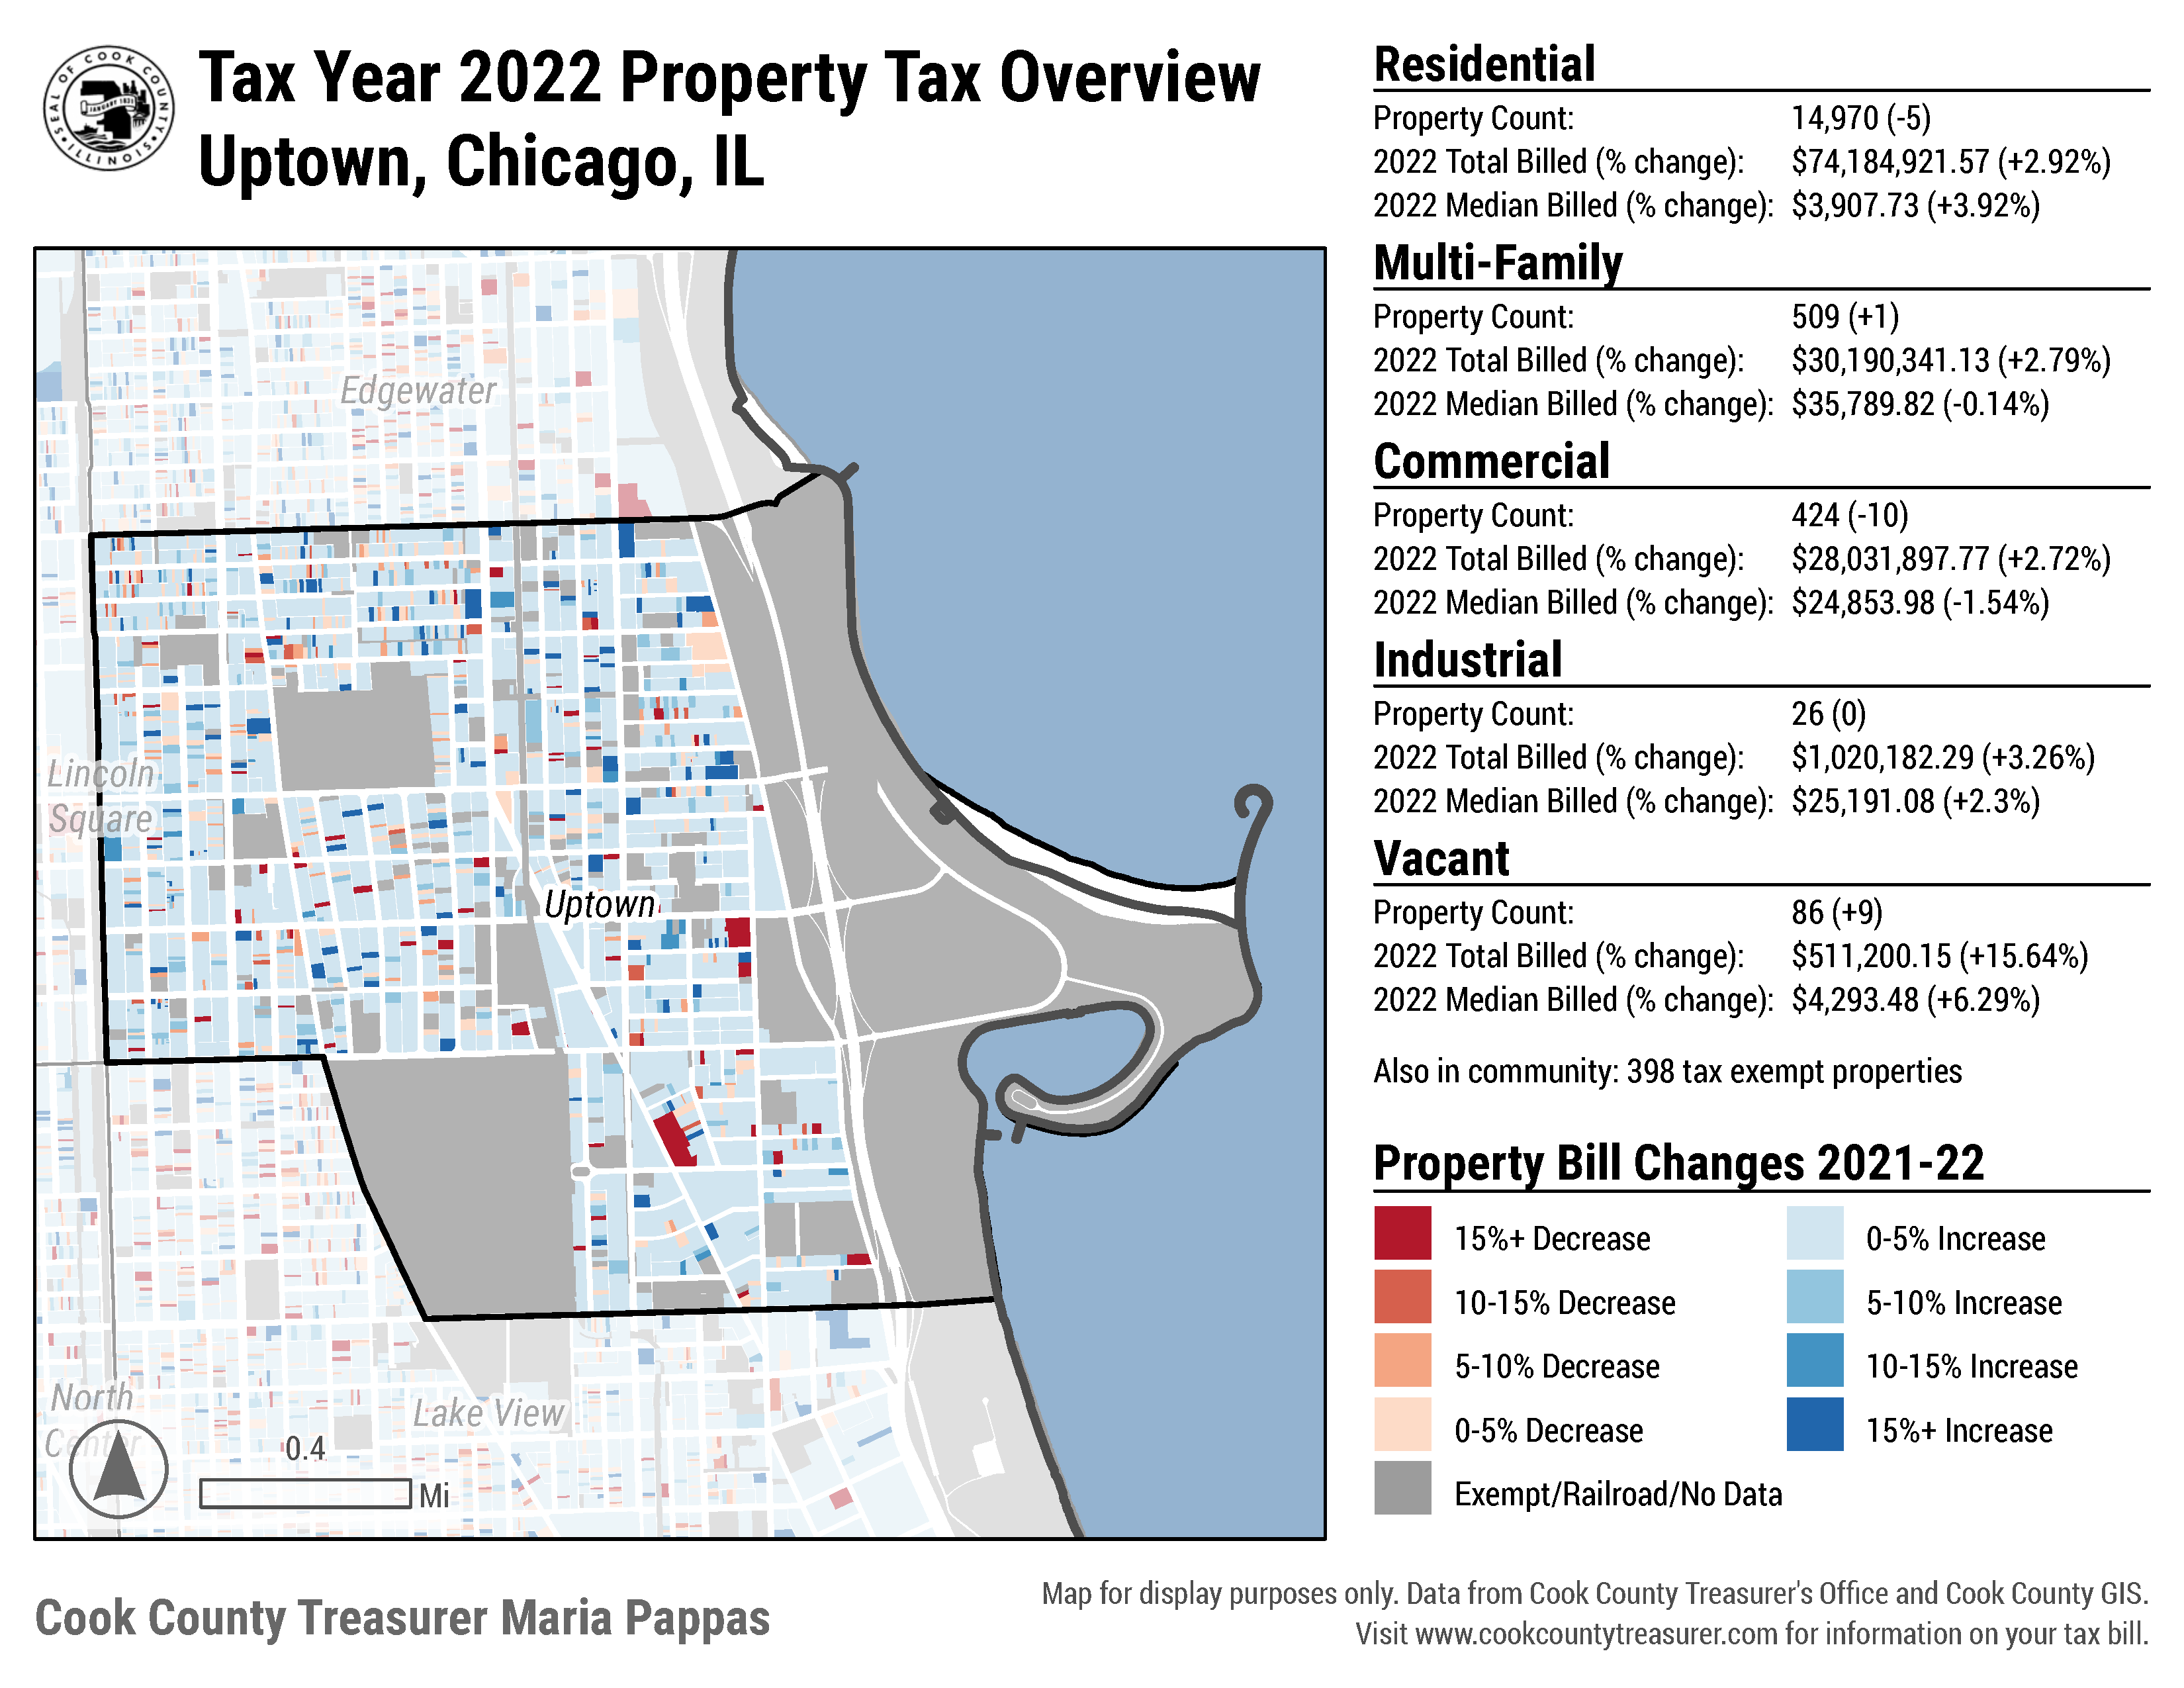 SEAL OF COOK COUNTY
ILLINOIS
JANUARY 1831
Tax Year 2022 Property Tax Overview
Uptown, Chicago, IL
Edgewater
Lincoln
Square
Uptown
North
Center
Lake View
0.4
Mi
Residential
Property Count: 14,970 (-5)
2022 Total Billed (% change): $74,184,921.57 (+2.92%)
2022 Median Billed (% change): $3,907.73 (+3.92%)
Multi-Family
Property Count: 509 (+1)
2022 Total Billed (% change): $30,190,341.13 (+2.79%)
2022 Median Billed (% change): $35,789.82 (-0.14%)
Commercial
Property Count: 424 (-10)
2022 Total Billed (% change): $28,031,897.77 (+2.72%)
2022 Median Billed (% change): $24,853.98 (-1.54%)
Industrial
Property Count: 26 (0)
2022 Total Billed (% change): $1,020,182.29 (+3.26%)
2022 Median Billed (% change): $25,191.08 (+2.3%)
Vacant
Property Count: 86 (+9)
2022 Total Billed (% change): $511,200.15 (+15.64%)
2022 Median Billed (% change): $4,293.48 (+6.29%)
Also in community: 398 tax exempt properties
Property Bill Changes 2021-22
15%+ Decrease
10-15% Decrease
5-10% Decrease
0-5% Decrease
Exempt/Railroad/No Data
0-5% Increase
5-10% Increase
10-15% Increase
15%+ Increase
Cook County Treasurer Maria Pappas
Map for display purposes only. Data from Cook County Treasurer's Office and Cook County GIS.
Visit www.cookcountytreasurer.com for information on your tax bill.